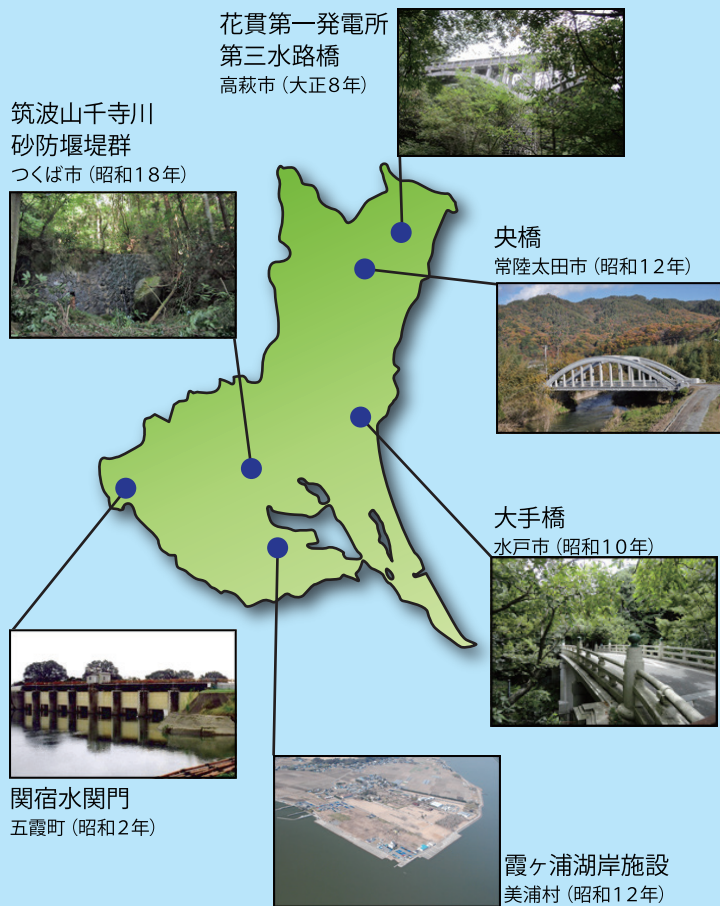 花貫第一発電所
第三水路橋
高萩市（大正８年）
筑波山千寺川
砂防堰堤群
つくば市（昭和１８年）
央橋
常陸太田市（昭和１２年）
大手橋
水戸市（昭和１０年）
関宿水関門
五霞町（昭和２年）
霞ヶ浦湖岸施設
美浦村（昭和１２年）